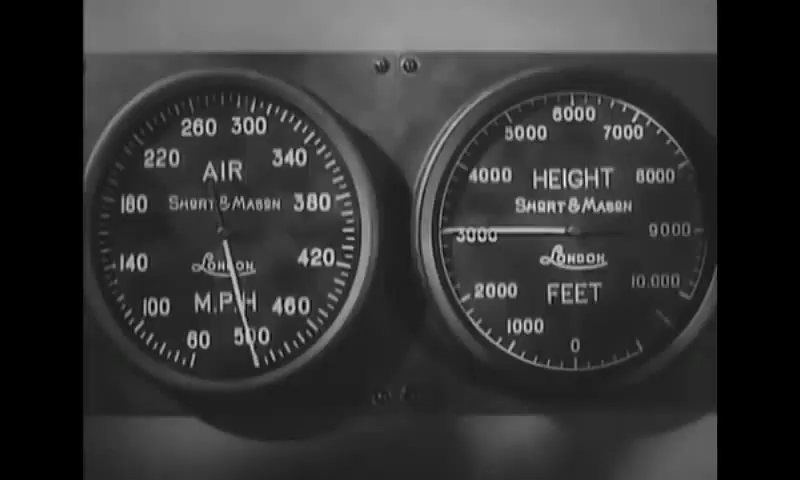 260 300
220 340
AIR
180 SHORT & MASON 380
140 LONDON 420
100 M.P.H 460
60 500
6000
5000 7000
4000 HEIGHT 8000
SHORT & MASON
3000 9000
LONDON
2000 FEET 10.000
1000
0